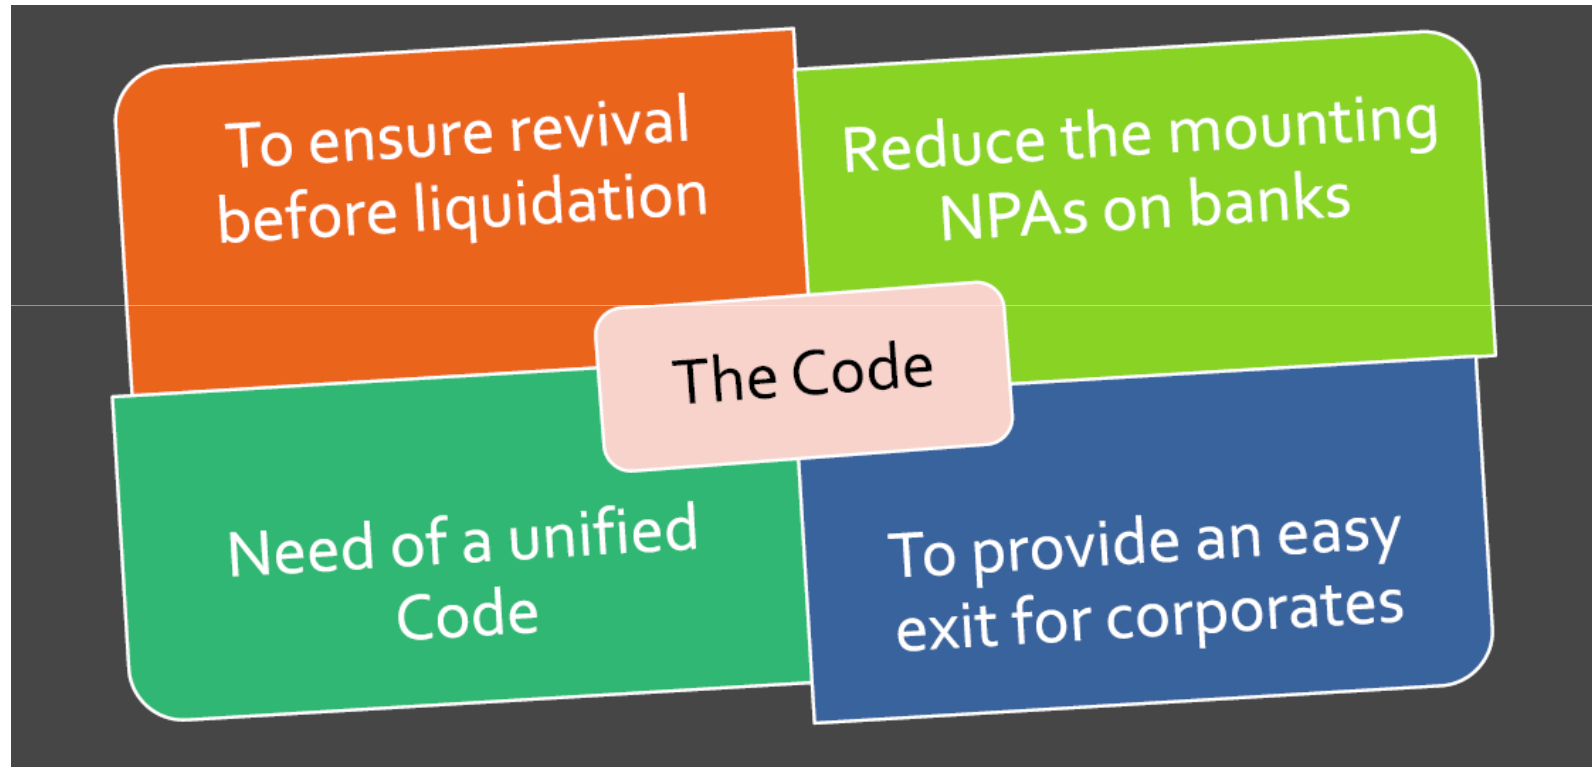 To ensure revival
before liquidation
Reduce the mounting
NPAs on banks
The Code
Need of a unified
Code
To provide an easy
exit for corporates